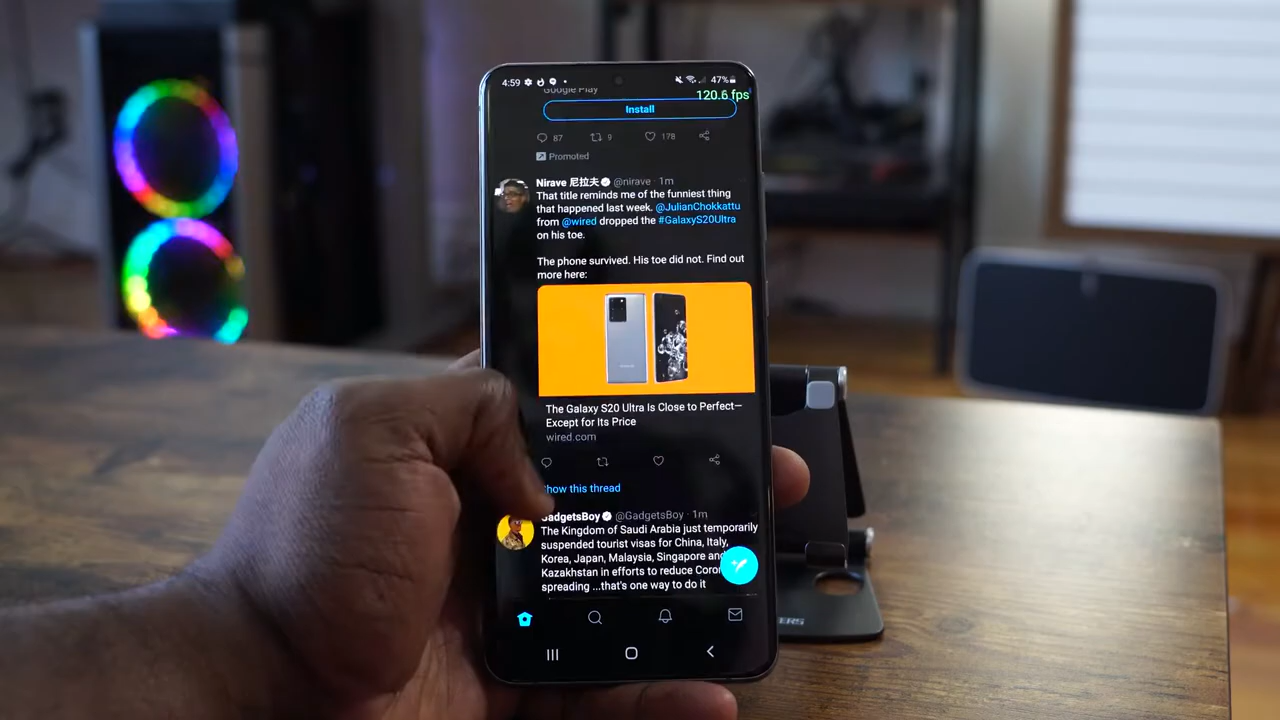 4:59
47%
120.6 fps
Google Play
Install
87 9 178
Promoted
Nirave 尼拉夫 @nirave · 1m
That title reminds me of the funniest thing
that happened last week. @JulianChokkattu
from @wired dropped the #GalaxyS20Ultra
on his toe.
The phone survived. His toe did not. Find out
more here:
The Galaxy S20 Ultra Is Close to Perfect—
Except for Its Price
wired.com
how this thread
GadgetsBoy @GadgetsBoy · 1m
The Kingdom of Saudi Arabia just temporarily
suspended tourist visas for China, Italy,
Korea, Japan, Malaysia, Singapore and
Kazakhstan in efforts to reduce Coron
spreading ...that's one way to do it